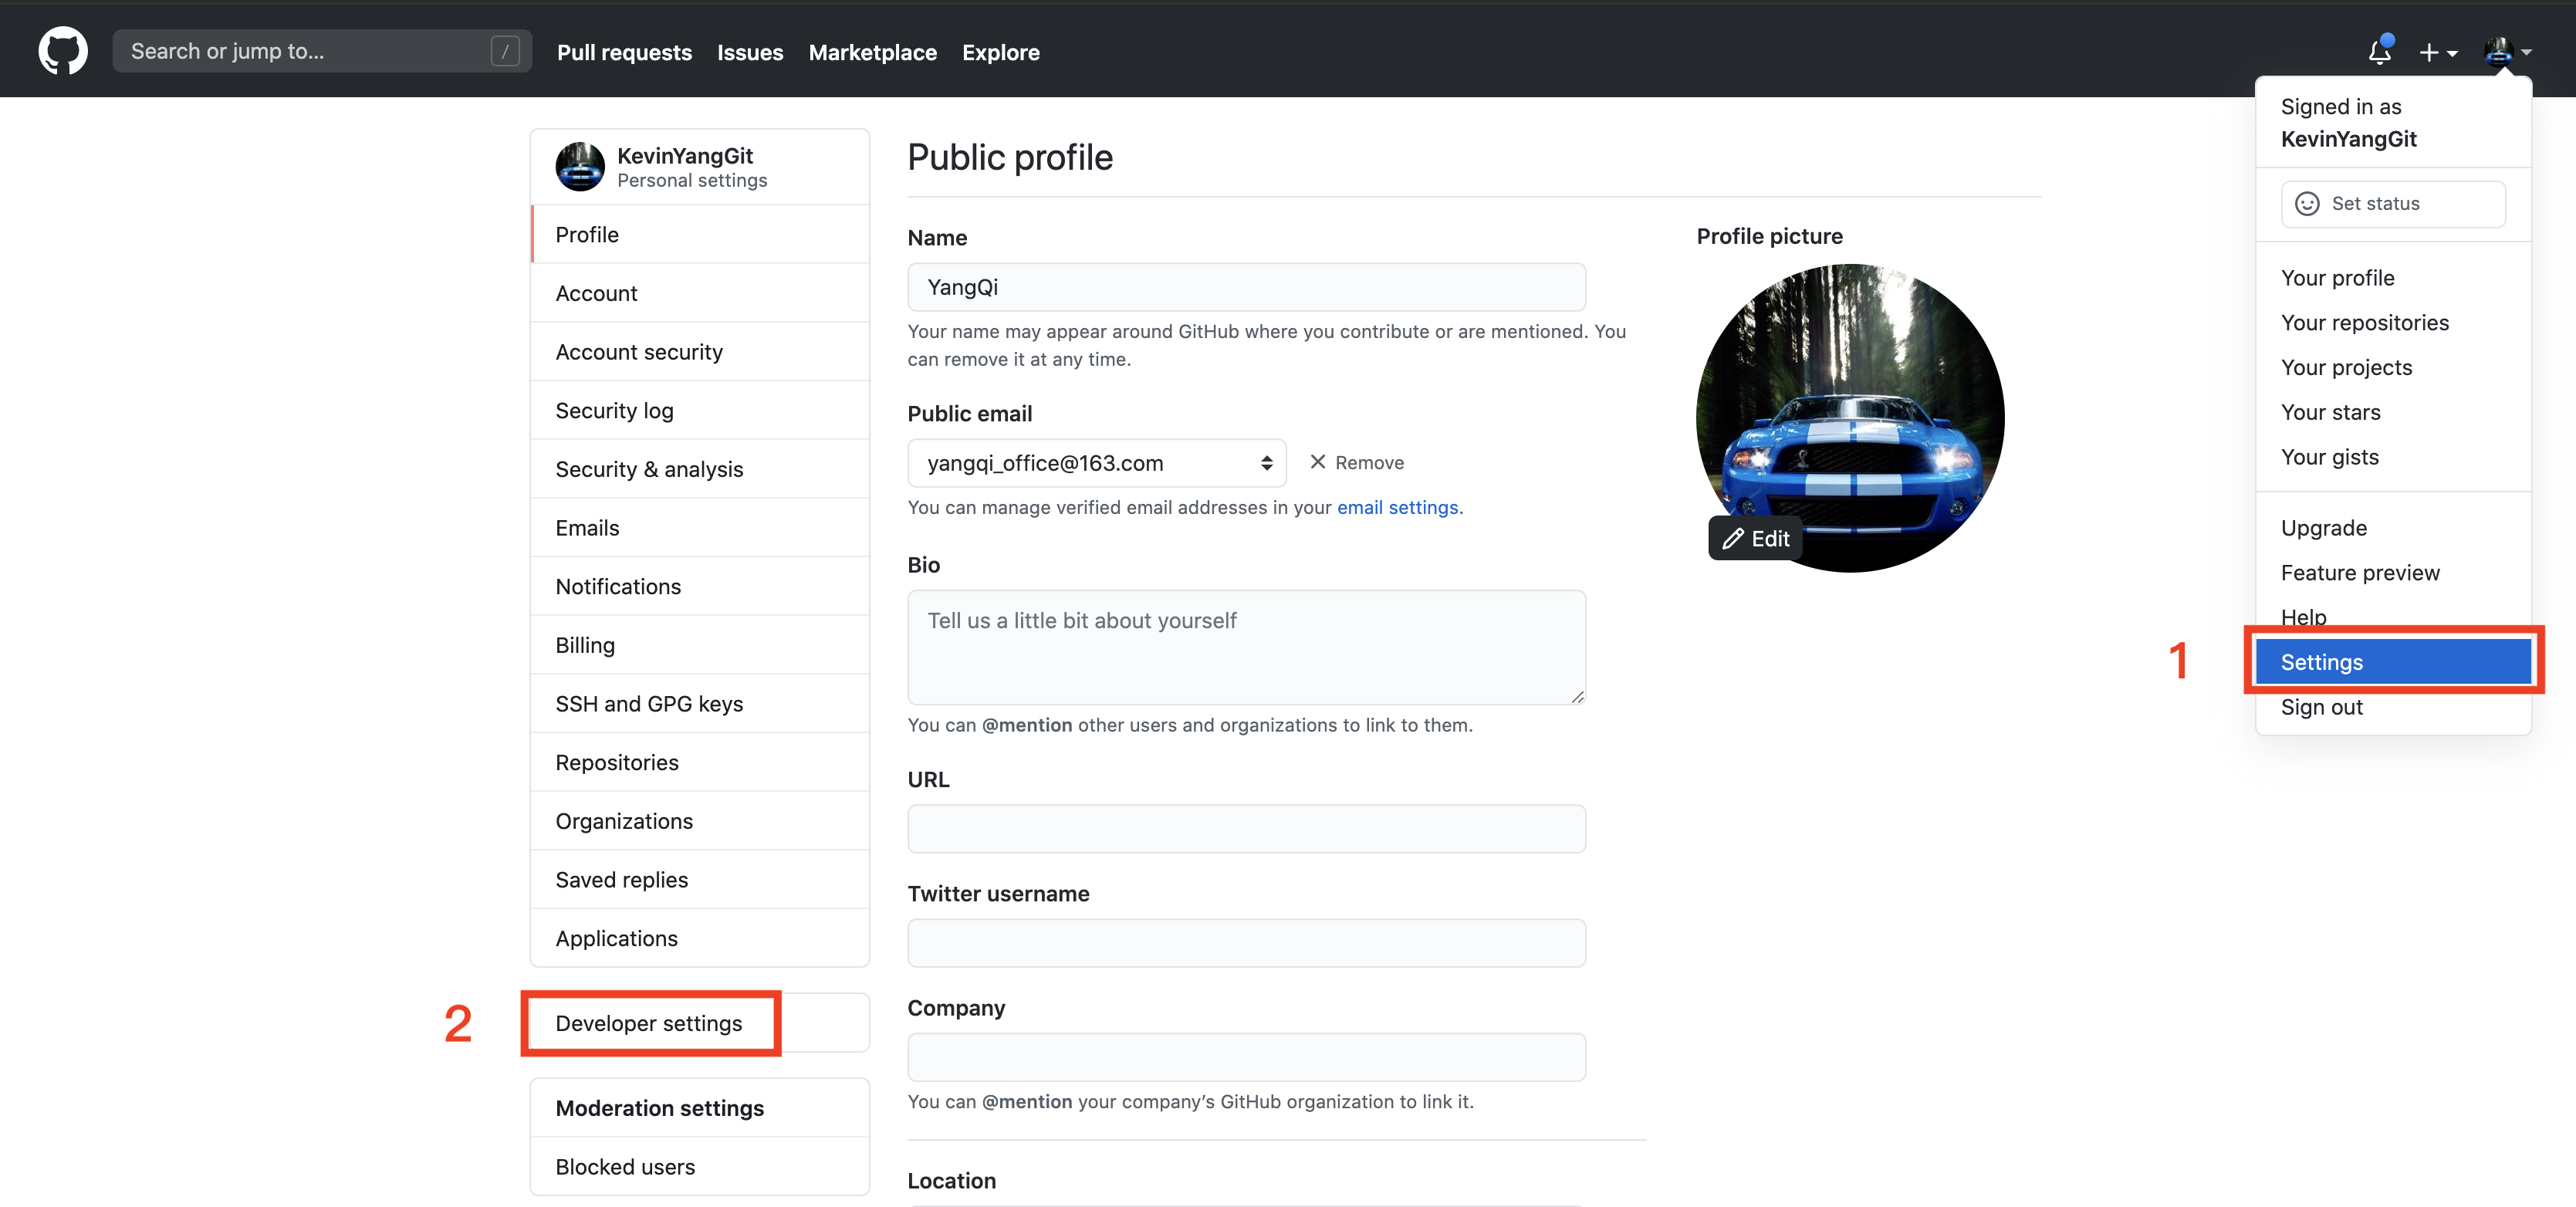 Search or jump to...
/
Pull requests
Issues
Marketplace
Explore
KevinYangGit
Personal settings
Profile
Account
Account security
Security log
Security & analysis
Emails
Notifications
Billing
SSH and GPG keys
Repositories
Organizations
Saved replies
Applications
2
Developer settings
Moderation settings
Blocked users
Public profile
Name
YangQi
Your name may appear around GitHub where you contribute or are mentioned. You
can remove it at any time.
Public email
yangqi_office@163.com
Remove
You can manage verified email addresses in your email settings.
Bio
Tell us a little bit about yourself
You can @mention other users and organizations to link to them.
URL
Twitter username
Company
You can @mention your company’s GitHub organization to link it.
Location
Profile picture
Edit
Signed in as
KevinYangGit
Set status
Your profile
Your repositories
Your projects
Your stars
Your gists
Upgrade
Feature preview
Help
1
Settings
Sign out